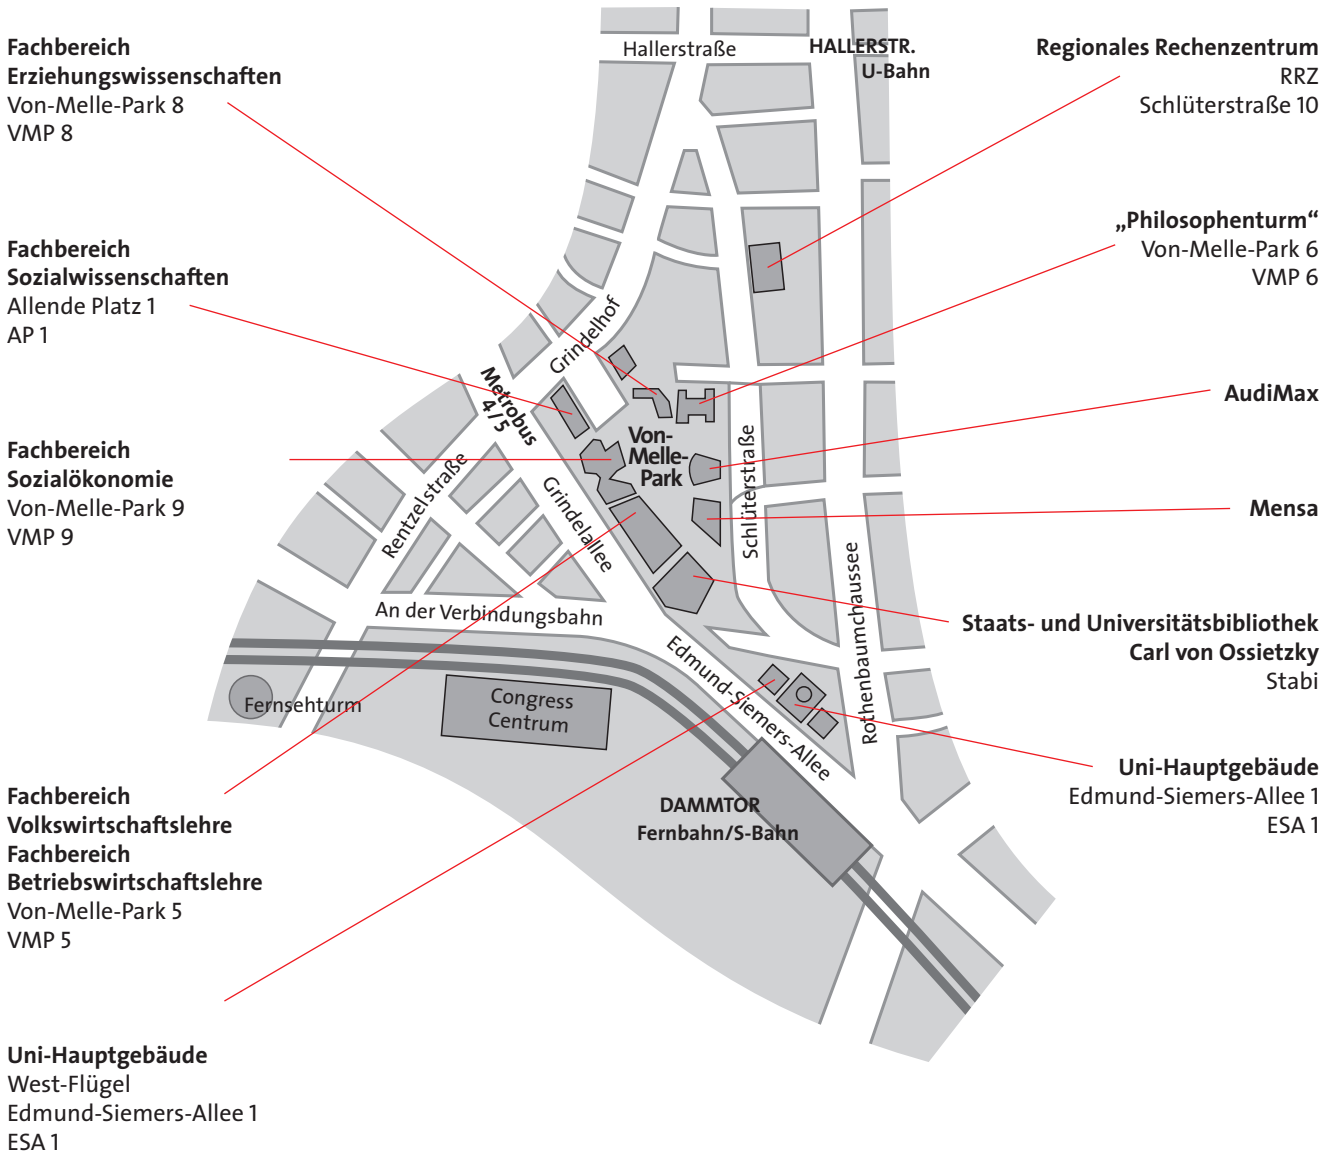 Fachbereich
Erziehungswissenschaften
Von-Melle-Park 8
VMP 8
Fachbereich
Sozialwissenschaften
Allende Platz 1
AP 1
Fachbereich
Sozialökonomie
Von-Melle-Park 9
VMP 9
Fachbereich
Volkswirtschaftslehre
Fachbereich
Betriebswirtschaftslehre
Von-Melle-Park 5
VMP 5
Uni-Hauptgebäude
West-Flügel
Edmund-Siemers-Allee 1
ESA 1
Hallerstraße
HALLERSTR.
U-Bahn
Grindelhof
Metrobus
4/5
Von-
Melle-
Park
Schlüterstraße
Rentzelstraße
Grindelallee
Rothenbaumchaussee
An der Verbindungsbahn
Edmund-Siemers-Allee
Fernsehturm
Congress
Centrum
DAMMTOR
Fernbahn/S-Bahn
Regionales Rechenzentrum
RRZ
Schlüterstraße 10
„Philosophenturm“
Von-Melle-Park 6
VMP 6
AudiMax
Mensa
Staats- und Universitätsbibliothek
Carl von Ossietzky
Stabi
Uni-Hauptgebäude
Edmund-Siemers-Allee 1
ESA 1